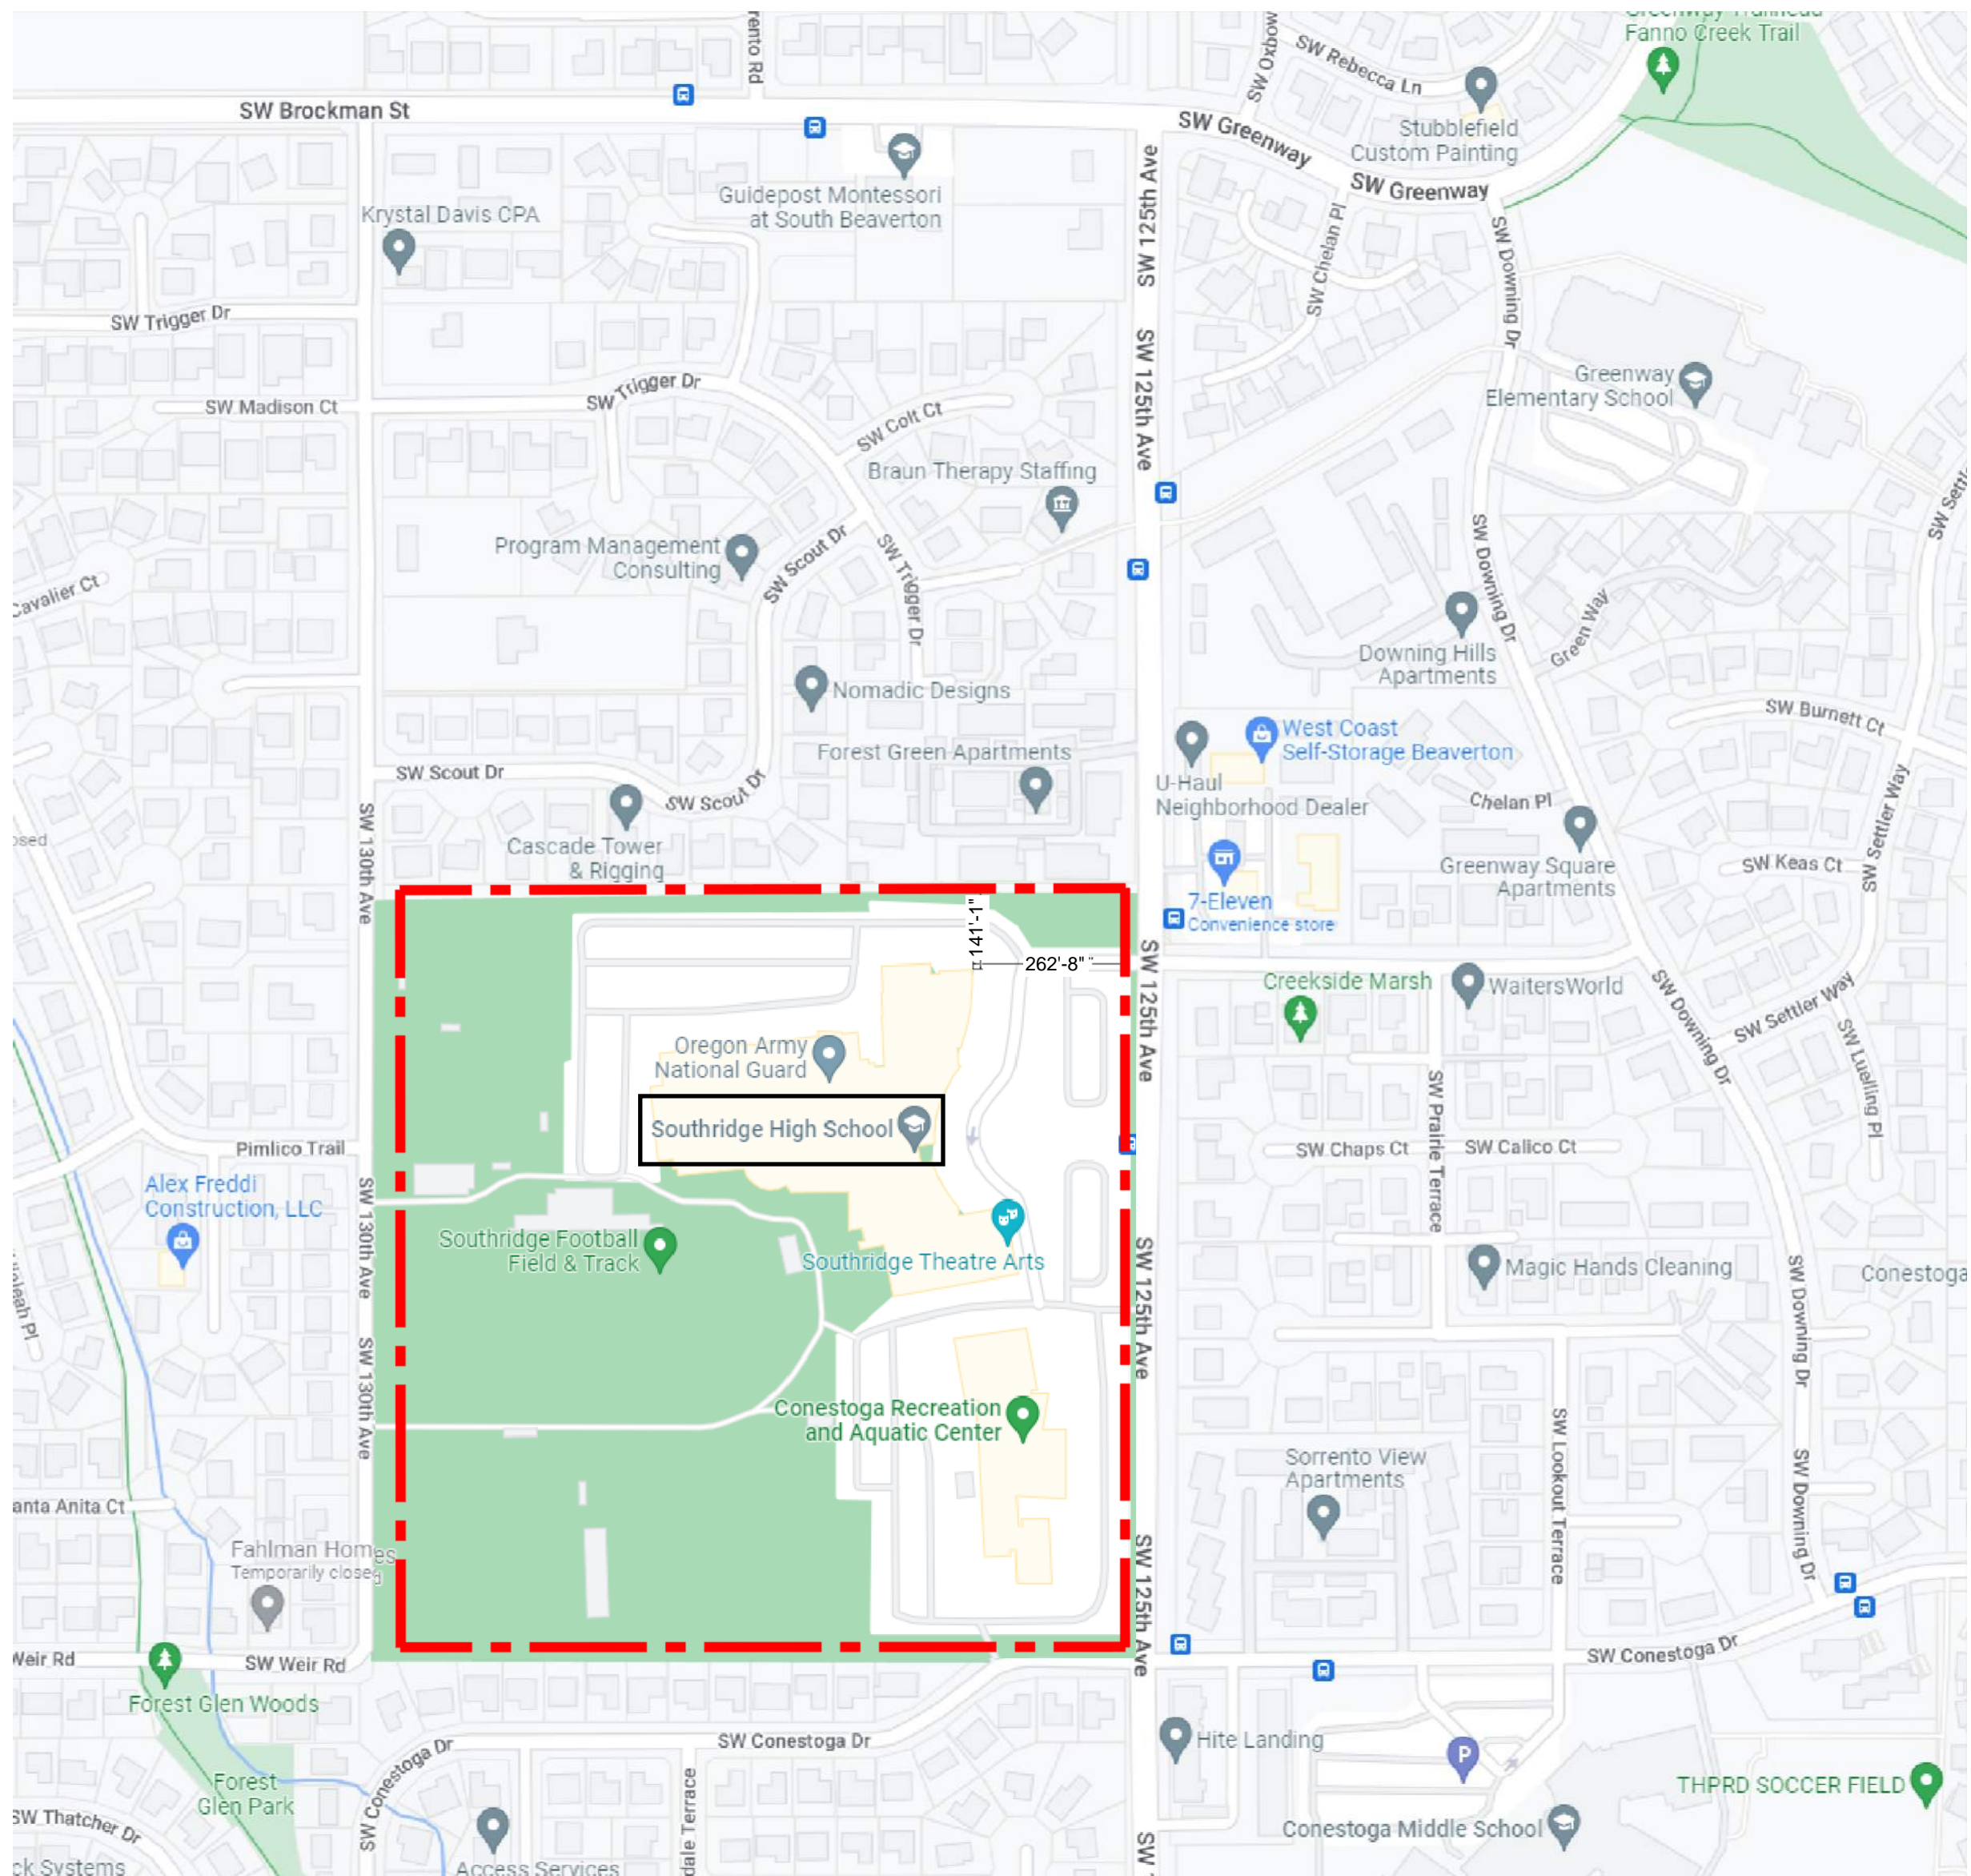 Greenway Trailhead
Fanno Creek Trail
SW Oxbow
SW Rebecca Ln
SW Brockman St
SW Greenway
Stubblefield
Custom Painting
SW Greenway
Guidepost Montessori
at South Beaverton
SW 125th Ave
Krystal Davis CPA
SW Chelan Pl
SW Downing Dr
SW Trigger Dr
SW 125th Ave
Greenway
Elementary School
SW Trigger Dr
SW Madison Ct
SW Colt Ct
Braun Therapy Staffing
Program Management
Consulting
SW Scout Dr
SW Trigger Dr
SW Downing Dr
Cavalier Ct
Green Way
Downing Hills
Apartments
Nomadic Designs
SW Burnett Ct
West Coast
Self-Storage Beaverton
Forest Green Apartments
U-Haul
Neighborhood Dealer
SW Scout Dr
SW Scout Dr
Chelan Pl
SW Settler Way
Cascade Tower
& Rigging
SW 130th Ave
Greenway Square
Apartments
SW Keas Ct
7-Eleven
Convenience store
141'-1"
262'-8"
SW 125th Ave
Creekside Marsh
WaitersWorld
SW Downing Dr
SW Settler Way
SW Luelling Pl
Oregon Army
National Guard
SW Prairie Terrace
Southridge High School
Pimlico Trail
SW Chaps Ct
SW Calico Ct
Alex Freddi
Construction, LLC
SW 130th Ave
Southridge Football
Field & Track
Southridge Theatre Arts
SW 125th Ave
Magic Hands Cleaning
SW Downing Dr
Conestoga
SW 130th Ave
Conestoga Recreation
and Aquatic Center
Sorrento View
Apartments
SW Lookout Terrace
SW Downing Dr
anta Anita Ct
Fahlman Homes
Temporarily closed
SW 125th Ave
Weir Rd
SW Weir Rd
SW Conestoga Dr
Forest Glen Woods
SW Conestoga Dr
SW Conestoga Dr
Hite Landing
P
Forest
Glen Park
THPRD SOCCER FIELD
SW Thatcher Dr
dale Terrace
Conestoga Middle School
SW
ck Systems
Access Services